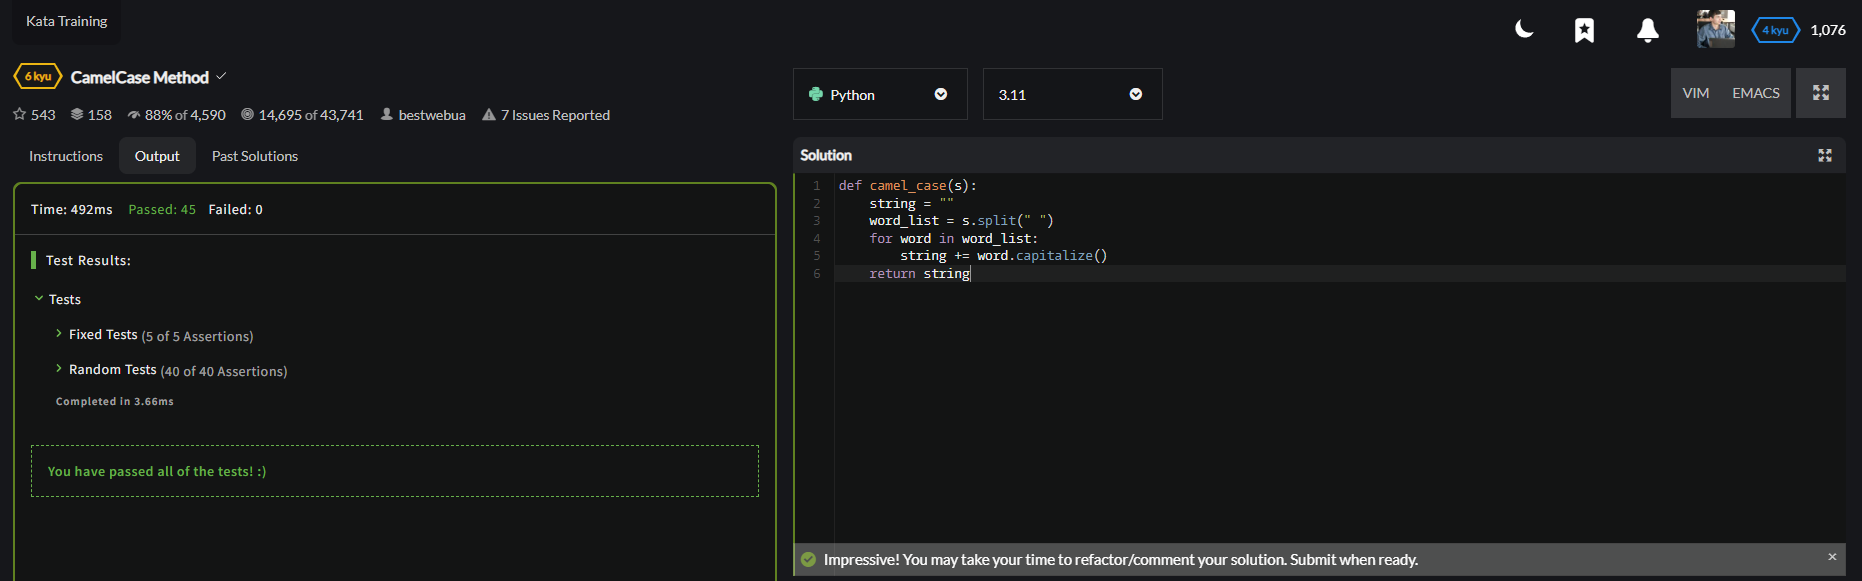 Kata Training
4 kyu 1,076
6 kyu CamelCase Method
543 158 88% of 4,590 14,695 of 43,741 bestwebua 7 Issues Reported
Instructions Output Past Solutions
Time: 492ms Passed: 45 Failed: 0
Test Results:
Tests
Fixed Tests (5 of 5 Assertions)
Random Tests (40 of 40 Assertions)
Completed in 3.66ms
You have passed all of the tests! :)
Python 3.11 VIM EMACS
Solution
1 def camel_case(s):
2     string = ""
3     word_list = s.split(" ")
4     for word in word_list:
5         string += word.capitalize()
6     return string
Impressive! You may take your time to refactor/comment your solution. Submit when ready. ×